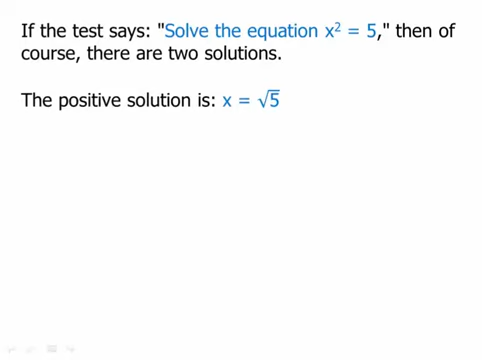 If the test says: "Solve the equation x² = 5," then of
course, there are two solutions.
The positive solution is: x = √5